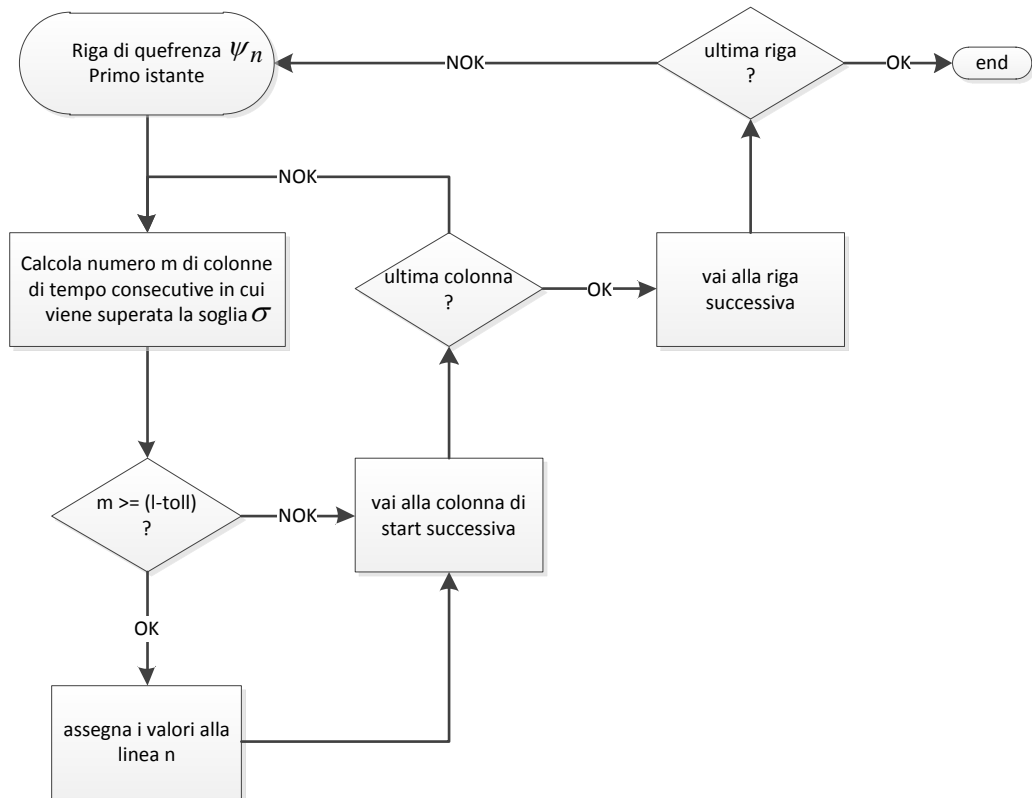 Riga di quefrenza ψn
Primo istante
NOK
ultima riga
?
OK
end
NOK
Calcola numero m di colonne
di tempo consecutive in cui
viene superata la soglia σ
ultima colonna
?
OK
vai alla riga
successiva
m >= (l-toll)
?
NOK
vai alla colonna di
start successiva
OK
assegna i valori alla
linea n